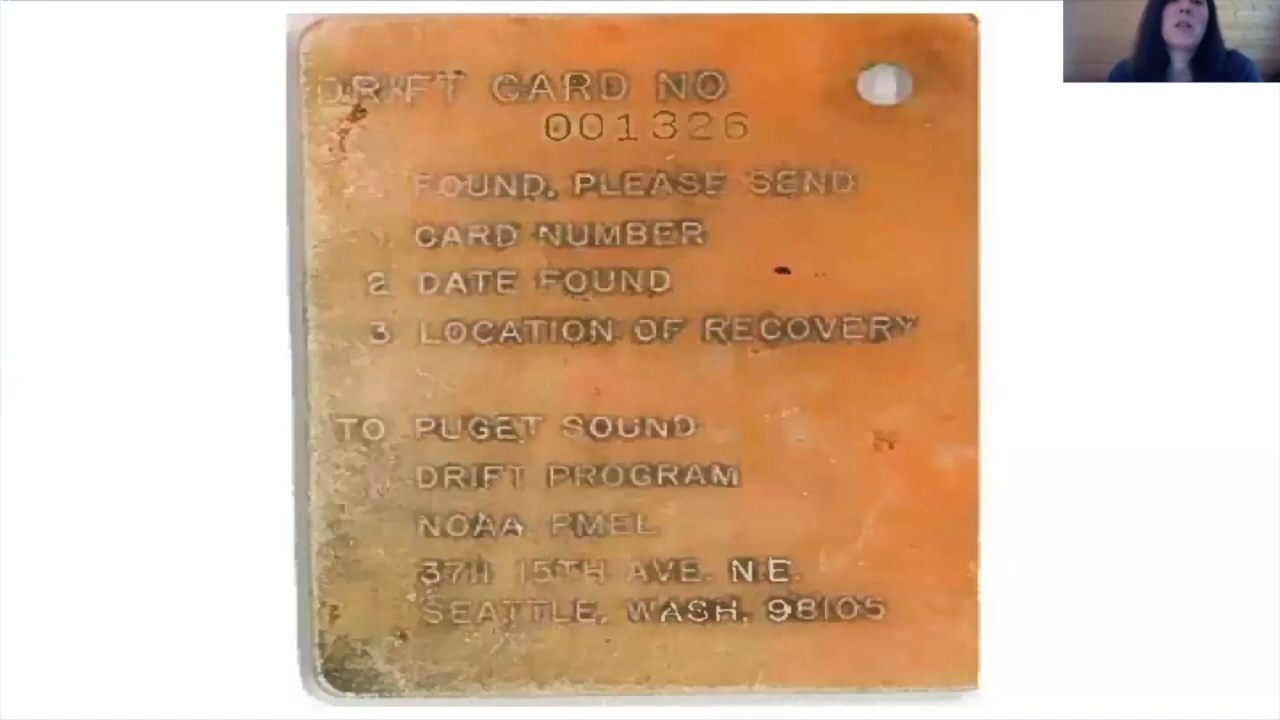 DRIFT CARD NO
001326
FOUND, PLEASE SEND
1. CARD NUMBER
2 DATE FOUND
3 LOCATION OF RECOVERY
TO PUGET SOUND
DRIFT PROGRAM
NOAA PMEL
3711 15TH AVE. N.E.
SEATTLE, WASH. 98105